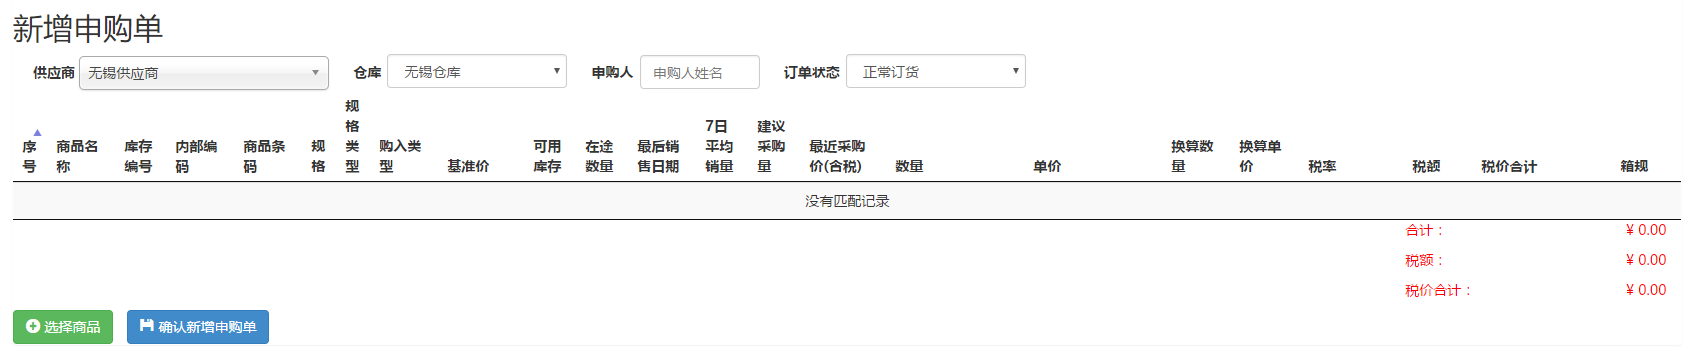 新增申购单
供应商 无锡供应商 仓库 无锡仓库 申购人 申购人姓名 订单状态 正常订货
序号 商品名称 库存编号 内部编码 商品条码 规格 规格类型 购入类型 基准价 可用库存 在途数量 最后销售日期 7日平均销量 建议采购量 最近采购价(含税) 数量 单价 换算数量 换算单价 税率 税额 税价合计 箱规
没有匹配记录
合计： ¥ 0.00
税额： ¥ 0.00
税价合计： ¥ 0.00
选择商品 确认新增申购单